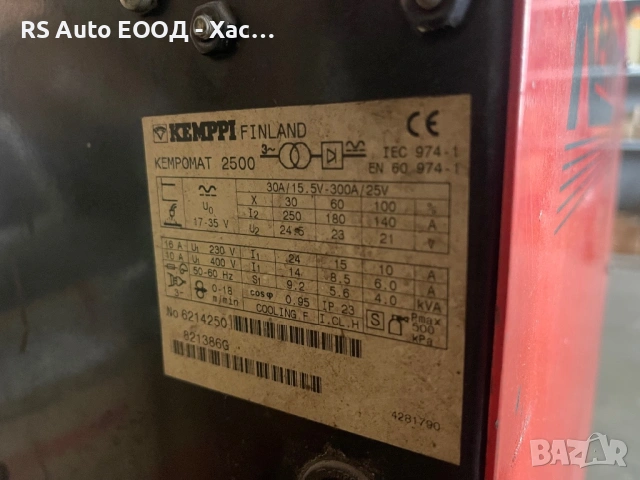 RS Auto ЕООД - Хас...
KEMPPI FINLAND
KEMPOMAT 2500
3~
IEC 974-1
EN 60 974-1
CE
30A/15.5V-300A/25V
X 30 60 100 %
U0 I2 250 180 140 A
17-35 V U2 23 21 V
16 A U1 230 V I1 24 15 10 A
10 A U1 400 V I1 14 8.5 6.0 A
50-60 Hz S1 9.2 5.6 4.0 kVA
3~ 0-18 m/min cosφ 0.95 IP 23
COOLING F I.CL.H S Pmax 500 kPa
No 6214250
821386G
4281790
BAZAR
bg